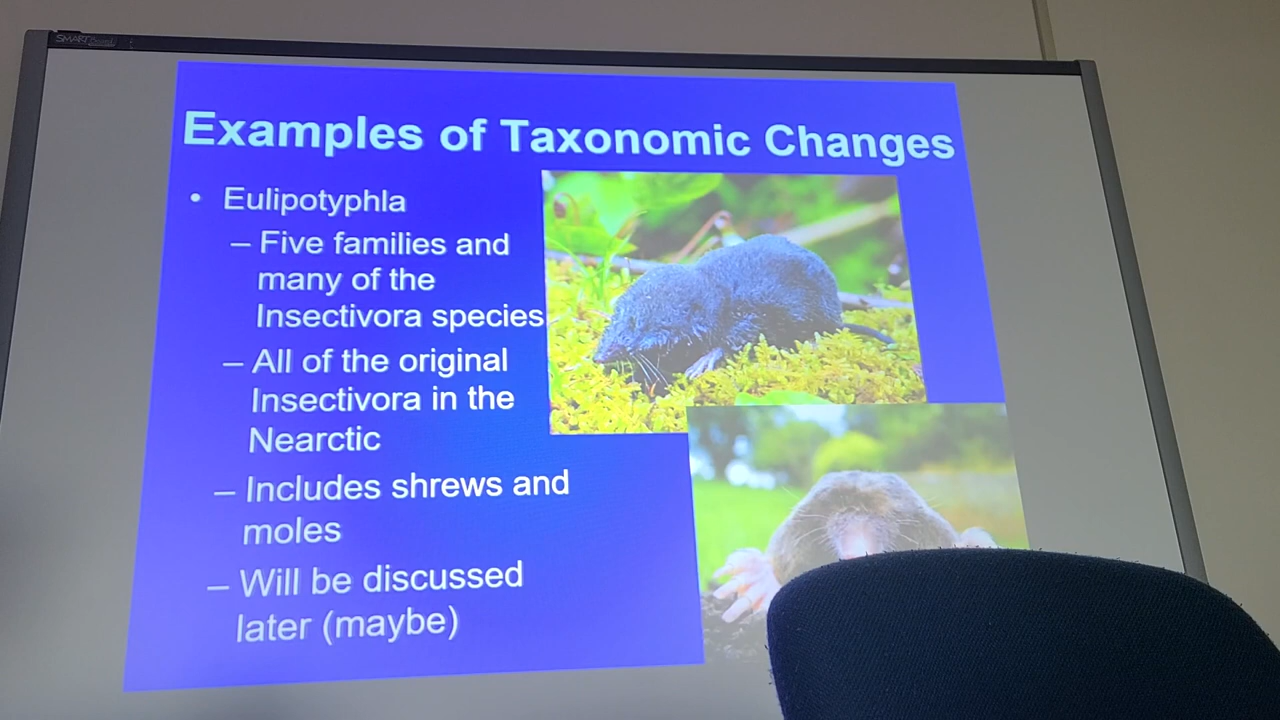 SMART
Examples of Taxonomic Changes
• Eulipotyphla
– Five families and
many of the
Insectivora species
– All of the original
Insectivora in the
Nearctic
– Includes shrews and
moles
– Will be discussed
later (maybe)